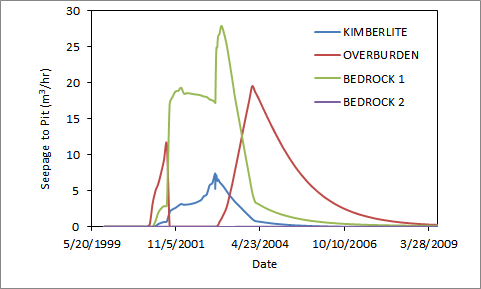 30
25
20
15
10
5
0
Seepage to Pit (m³/hr)
KIMBERLITE
OVERBURDEN
BEDROCK 1
BEDROCK 2
5/20/1999 11/5/2001 4/23/2004 10/10/2006 3/28/2009
Date